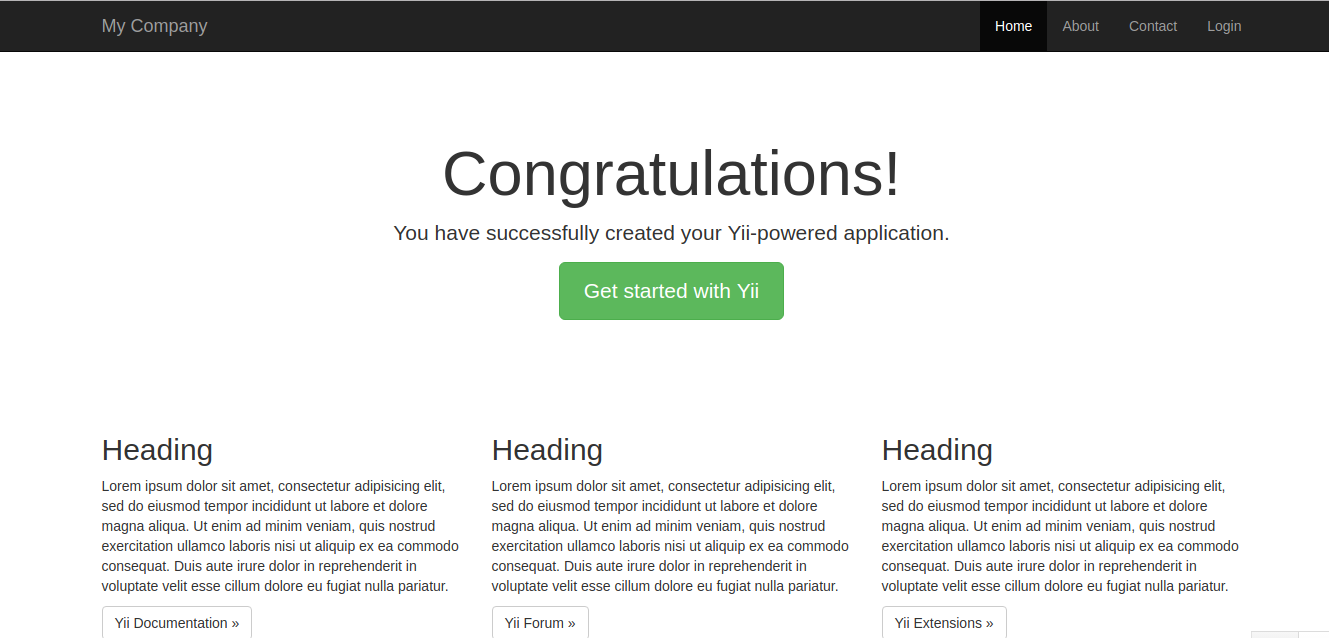 My Company
Home About Contact Login
Congratulations!
You have successfully created your Yii-powered application.
Get started with Yii
Heading
Lorem ipsum dolor sit amet, consectetur adipisicing elit,
sed do eiusmod tempor incididunt ut labore et dolore
magna aliqua. Ut enim ad minim veniam, quis nostrud
exercitation ullamco laboris nisi ut aliquip ex ea commodo
consequat. Duis aute irure dolor in reprehenderit in
voluptate velit esse cillum dolore eu fugiat nulla pariatur.
Yii Documentation »
Heading
Lorem ipsum dolor sit amet, consectetur adipisicing elit,
sed do eiusmod tempor incididunt ut labore et dolore
magna aliqua. Ut enim ad minim veniam, quis nostrud
exercitation ullamco laboris nisi ut aliquip ex ea commodo
consequat. Duis aute irure dolor in reprehenderit in
voluptate velit esse cillum dolore eu fugiat nulla pariatur.
Yii Forum »
Heading
Lorem ipsum dolor sit amet, consectetur adipisicing elit,
sed do eiusmod tempor incididunt ut labore et dolore
magna aliqua. Ut enim ad minim veniam, quis nostrud
exercitation ullamco laboris nisi ut aliquip ex ea commodo
consequat. Duis aute irure dolor in reprehenderit in
voluptate velit esse cillum dolore eu fugiat nulla pariatur.
Yii Extensions »